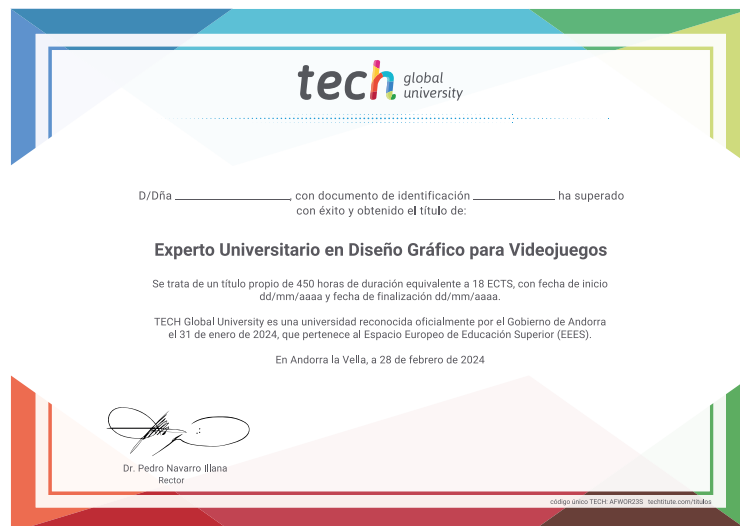 tech global
university
D/Dña ______________, con documento de identificación __________ ha superado
con éxito y obtenido el título de:
Experto Universitario en Diseño Gráfico para Videojuegos
Se trata de un título propio de 450 horas de duración equivalente a 18 ECTS, con fecha de inicio
dd/mm/aaaa y fecha de finalización dd/mm/aaaa.
TECH Global University es una universidad reconocida oficialmente por el Gobierno de Andorra
el 31 de enero de 2024, que pertenece al Espacio Europeo de Educación Superior (EEES).
En Andorra la Vella, a 28 de febrero de 2024
Dr. Pedro Navarro Illana
Rector
código único TECH: AFWOR23S techtitute.com/titulos